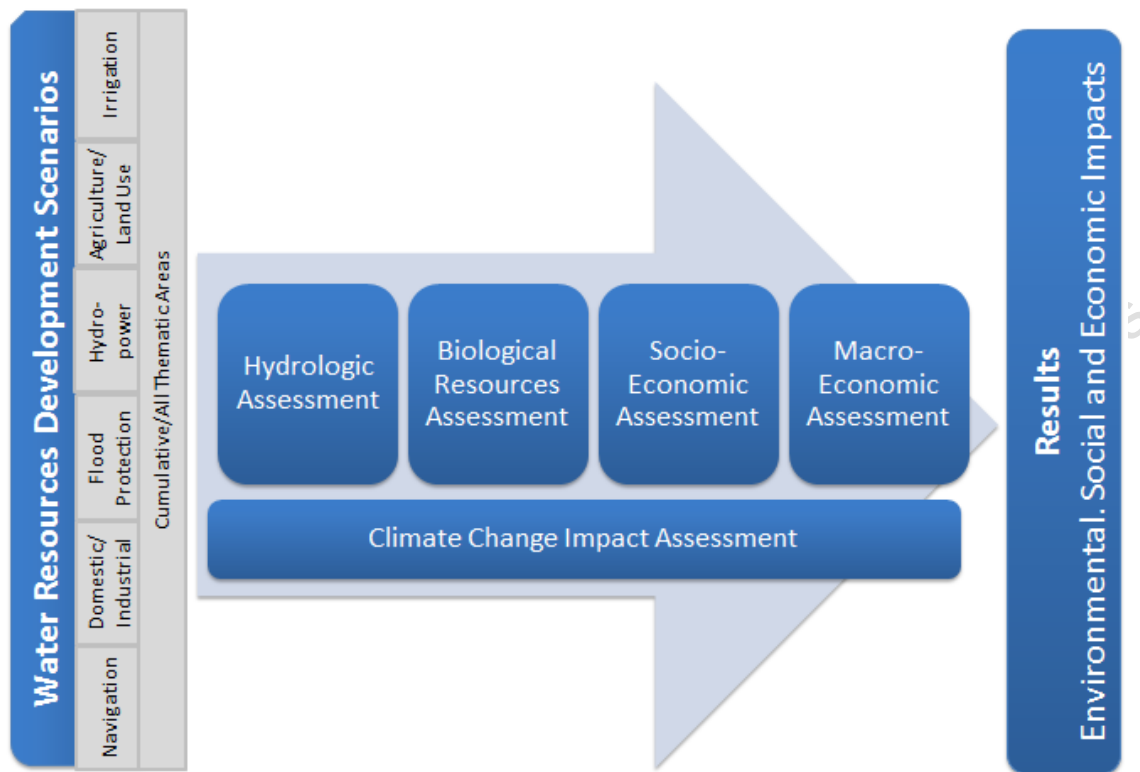 Water Resources Development Scenarios
Irrigation
Agriculture/
Land Use
Hydro-
power
Flood
Protection
Domestic/
Industrial
Navigation
Cumulative/All Thematic Areas
Hydrologic
Assessment
Biological
Resources
Assessment
Socio-
Economic
Assessment
Macro-
Economic
Assessment
Climate Change Impact Assessment
Results
Environmental. Social and Economic Impacts